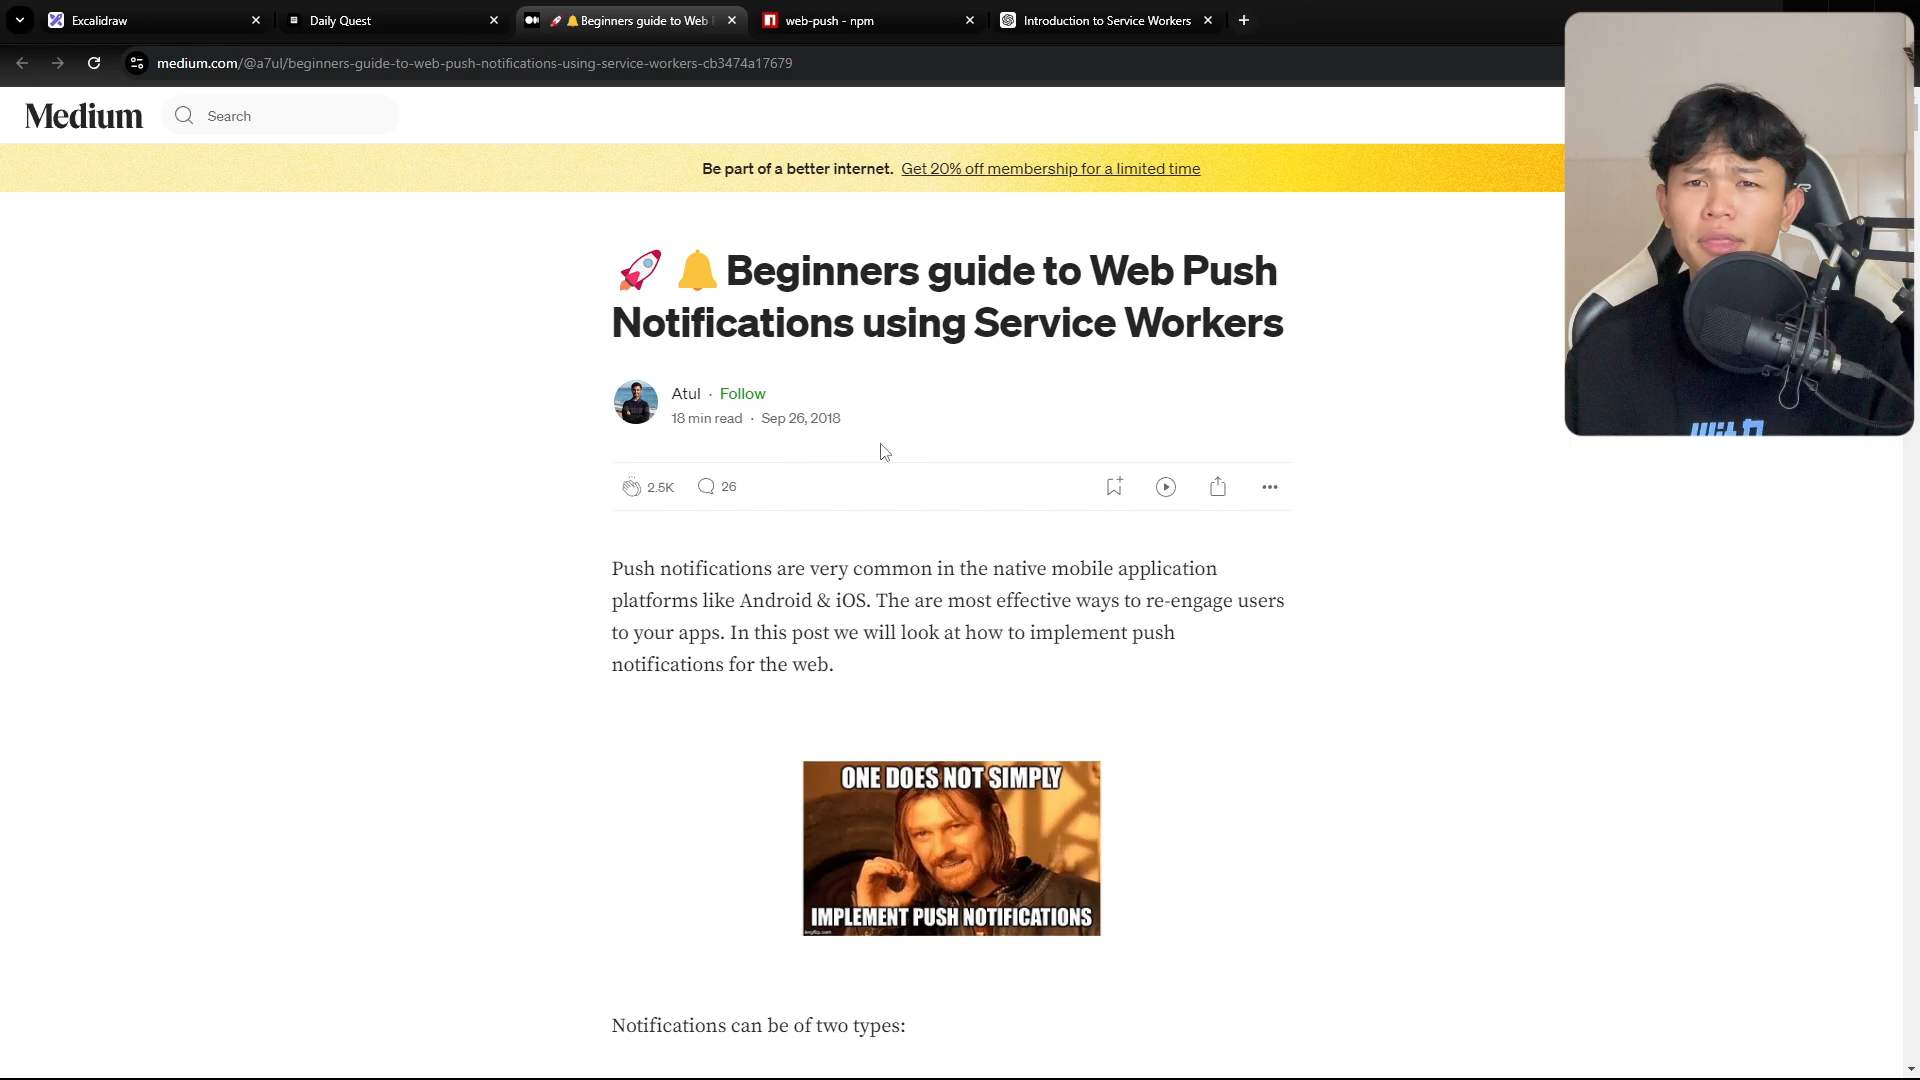 Excalidraw
Daily Quest
🚀 🔔Beginners guide to Web
web-push - npm
Introduction to Service Workers
medium.com/@a7ul/beginners-guide-to-web-push-notifications-using-service-workers-cb3474a17679
Medium
Search
Be part of a better internet. Get 20% off membership for a limited time
🚀 🔔 Beginners guide to Web Push
Notifications using Service Workers
Atul · Follow
18 min read · Sep 26, 2018
2.5K 26
Push notifications are very common in the native mobile application
platforms like Android & iOS. The are most effective ways to re-engage users
to your apps. In this post we will look at how to implement push
notifications for the web.
ONE DOES NOT SIMPLY
IMPLEMENT PUSH NOTIFICATIONS
imgflip.com
Notifications can be of two types: